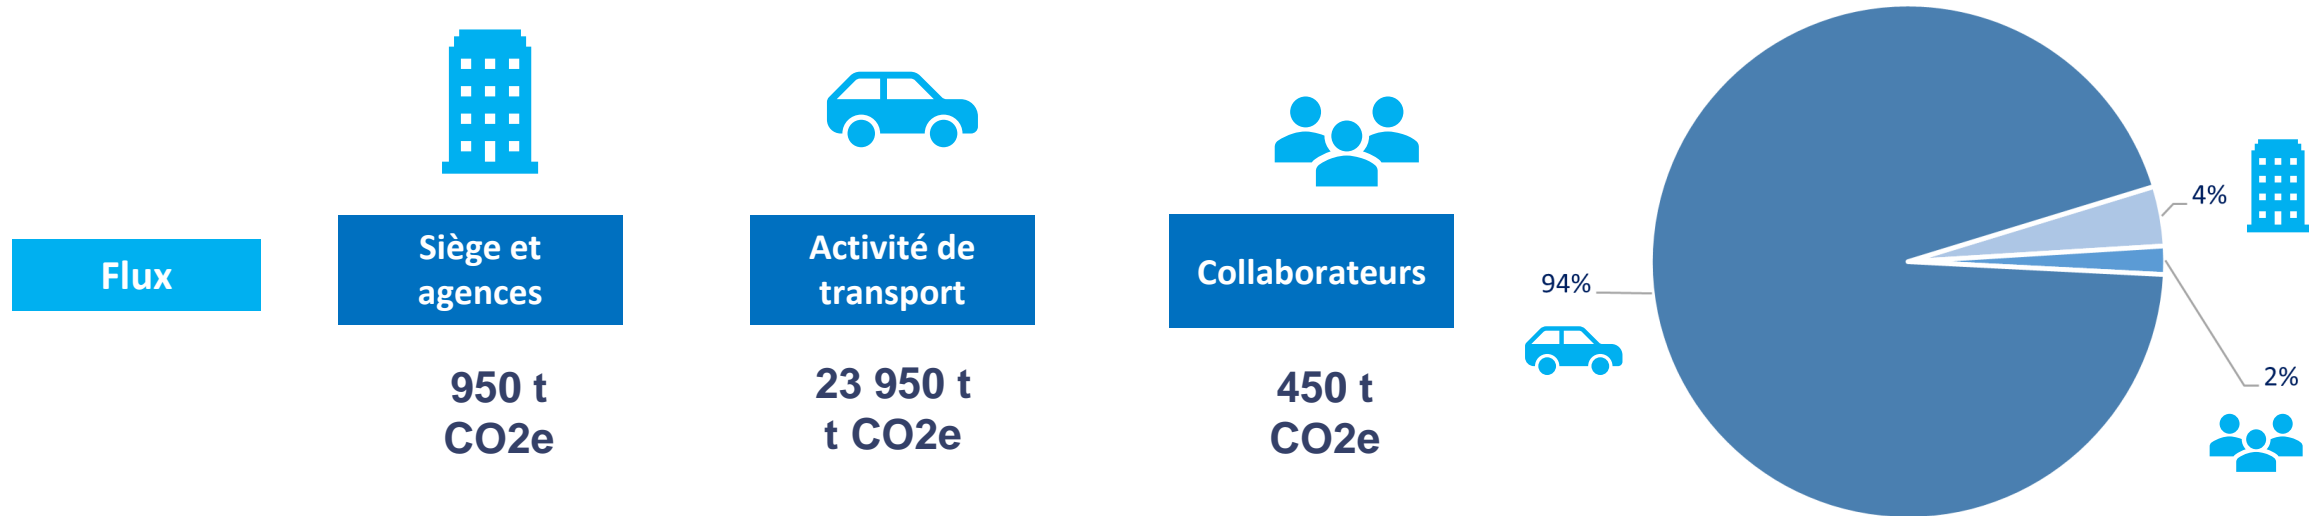 Flux
Siège et
agences
950 t
CO2e
Activité de
transport
23 950 t
t CO2e
Collaborateurs
450 t
CO2e
94%
4%
2%